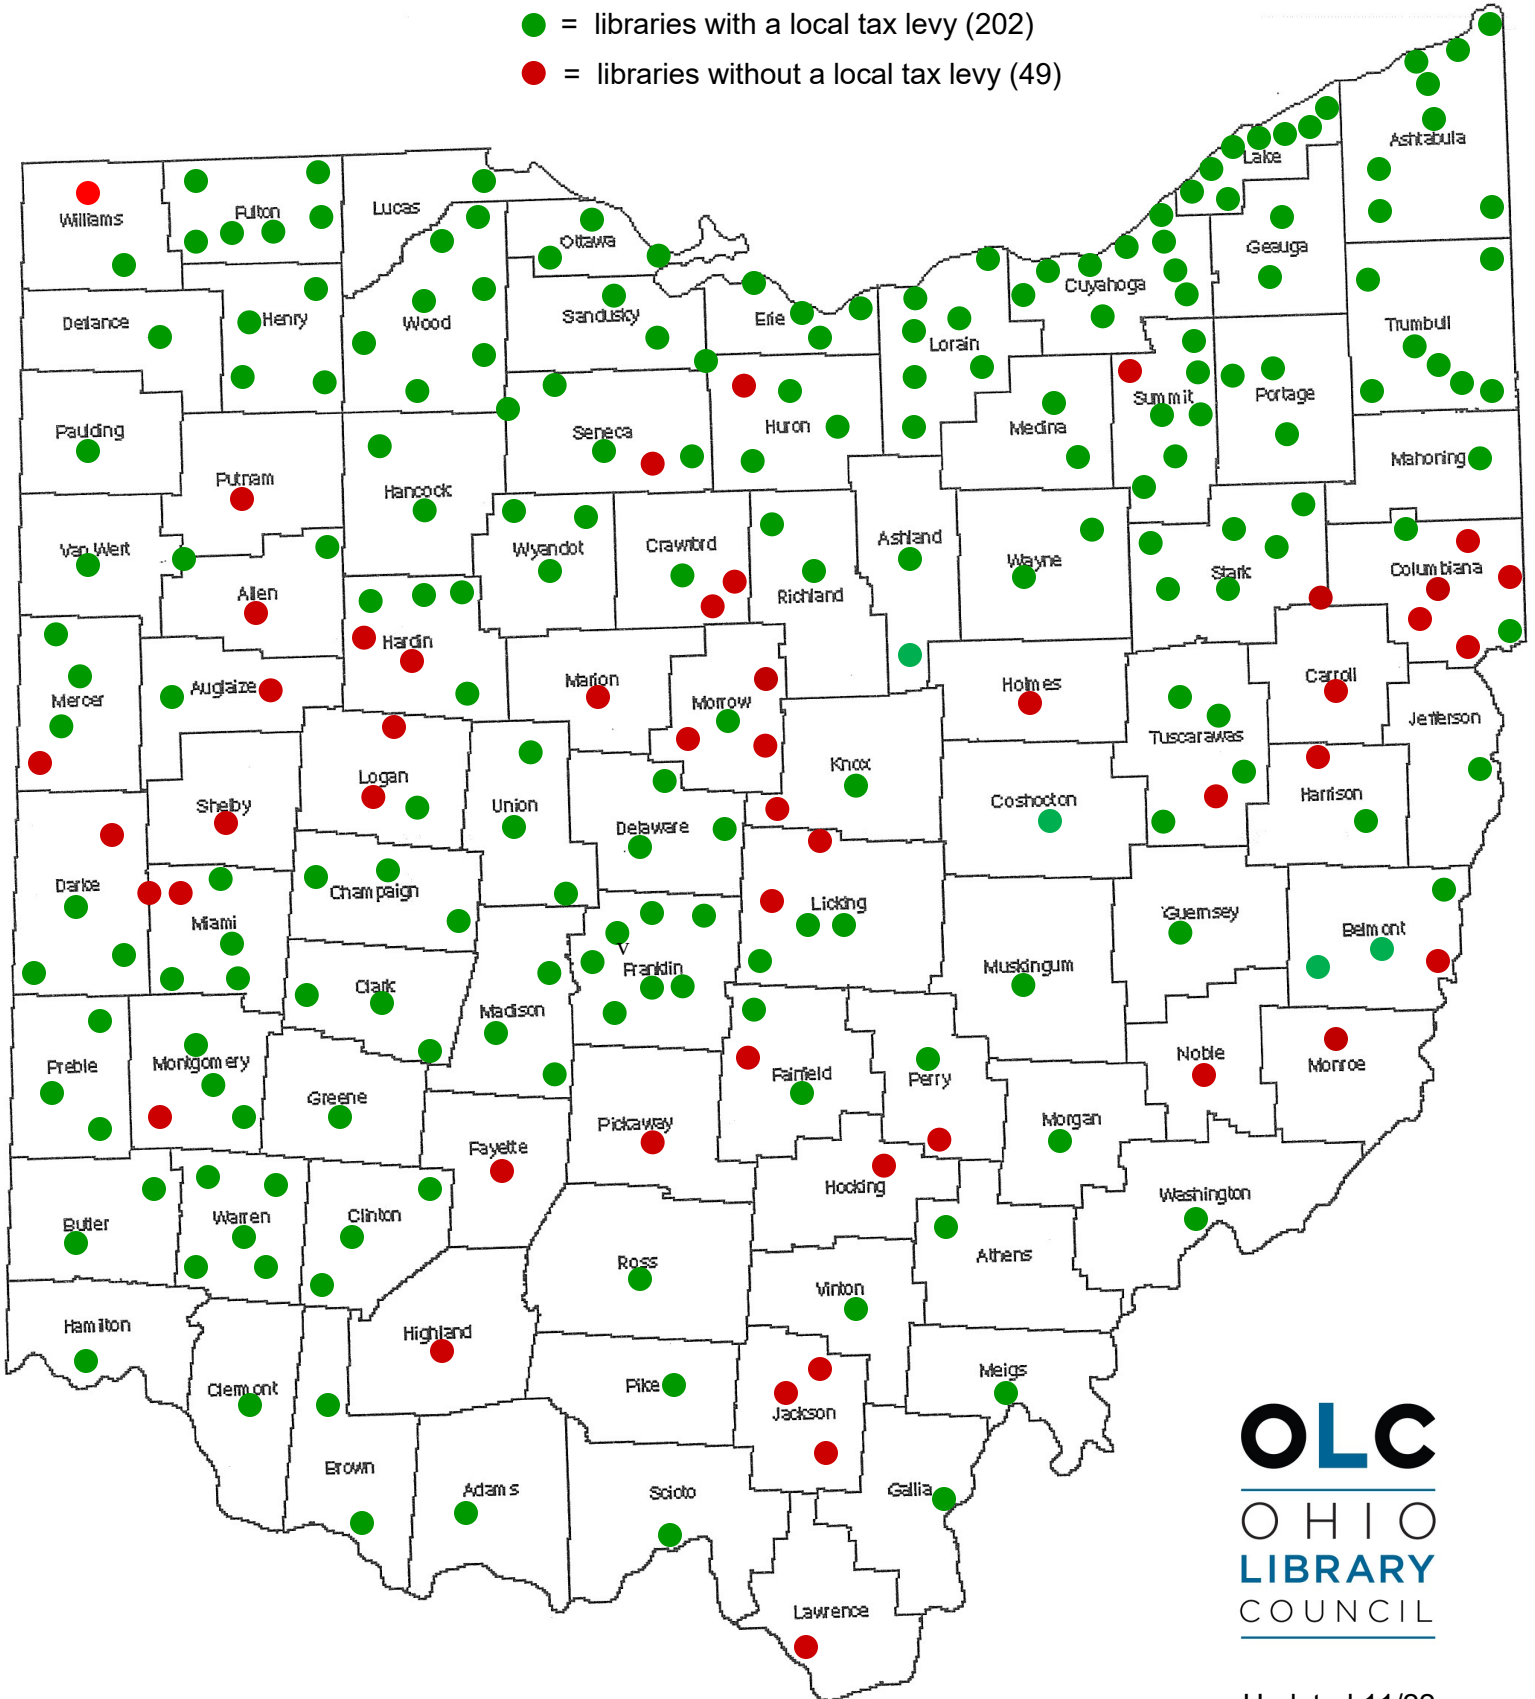 = libraries with a local tax levy (202)
= libraries without a local tax levy (49)
Ashtabula
Lake
Williams
Fulton
Lucas
Ottawa
Geauga
Cuyahoga
Defiance
Henry
Wood
Sandusky
Erie
Lorain
Trumbull
Summit
Portage
Paulding
Seneca
Huron
Medina
Mahoning
Putnam
Hancock
Van Wert
Wyandot
Crawford
Ashland
Wayne
Stark
Columbiana
Allen
Richland
Hardin
Mercer
Auglaize
Marion
Morrow
Holmes
Carroll
Jefferson
Tuscarawas
Logan
Knox
Shelby
Union
Coshocton
Harrison
Delaware
Darke
Champaign
Miami
Licking
Guernsey
Belmont
V
Franklin
Muskingum
Clark
Madison
Preble
Montgomery
Fairfield
Perry
Noble
Monroe
Greene
Pickaway
Morgan
Fayette
Hocking
Washington
Butler
Warren
Clinton
Ross
Athens
Vinton
Hamilton
Highland
Clermont
Pike
Meigs
Jackson
Brown
Adams
Scioto
Gallia
Lawrence
OLC
OHIO
LIBRARY
COUNCIL